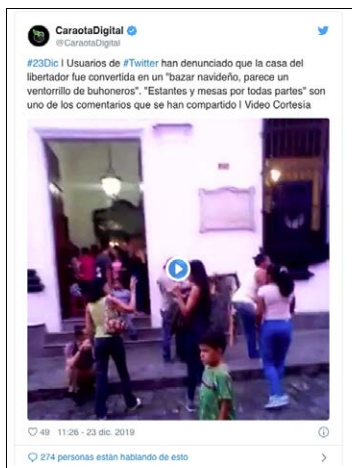 CaraotaDigital
@CaraotaDigital
#23Dic l Usuarios de #Twitter han denunciado que la casa del
libertador fue convertida en un "bazar navideño, parece un
ventorrillo de buhoneros". "Estantes y mesas por todas partes" son
uno de los comentarios que se han compartido l Video Cortesía
49 11:26 - 23 dic. 2019
274 personas están hablando de esto